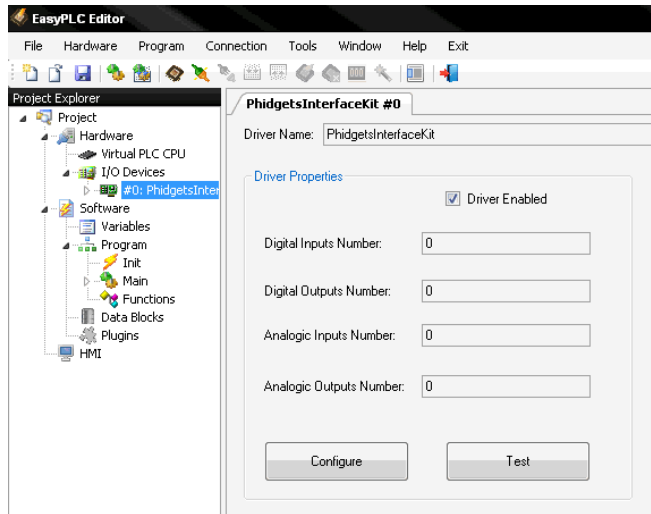 EasyPLC Editor
File Hardware Program Connection Tools Window Help Exit
Project Explorer
Project
Hardware
Virtual PLC CPU
I/O Devices
#0: PhidgetsInter
Software
Variables
Program
Init
Main
Functions
Data Blocks
Plugins
HMI
PhidgetsInterfaceKit #0
Driver Name: PhidgetsInterfaceKit
Driver Properties
Driver Enabled
Digital Inputs Number: 0
Digital Outputs Number: 0
Analogic Inputs Number: 0
Analogic Outputs Number: 0
Configure Test